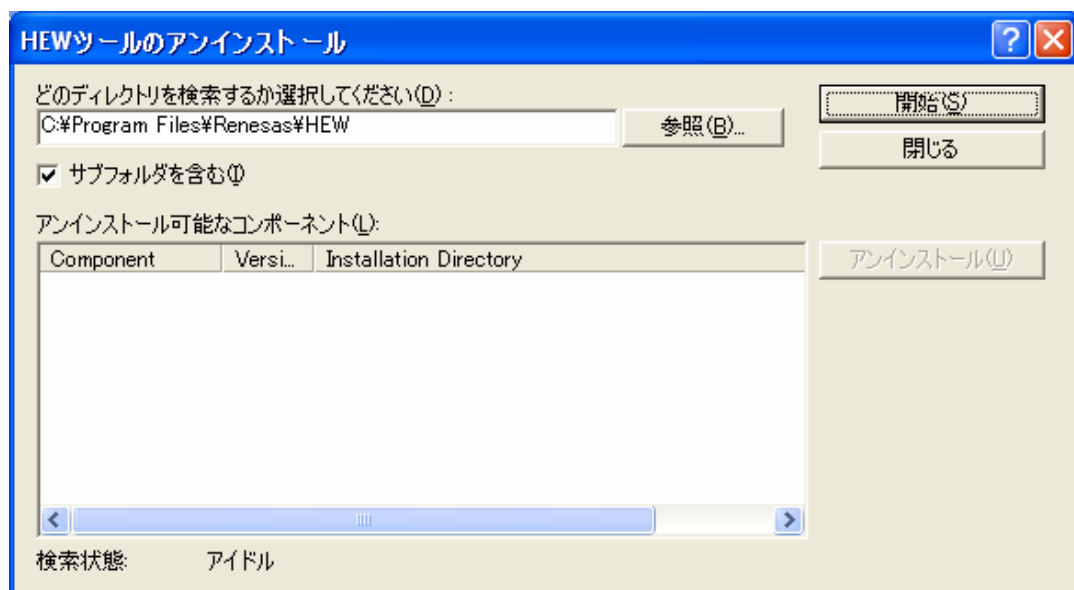 HEWツールのアンインストール
どのディレクトリを検索するか選択してください(D):
C:¥Program Files¥Renesas¥HEW
参照(B)...
開始(S)
閉じる
サブフォルダを含む(I)
アンインストール可能なコンポーネント(L):
Component Versi... Installation Directory
アンインストール(U)
検索状態: アイドル